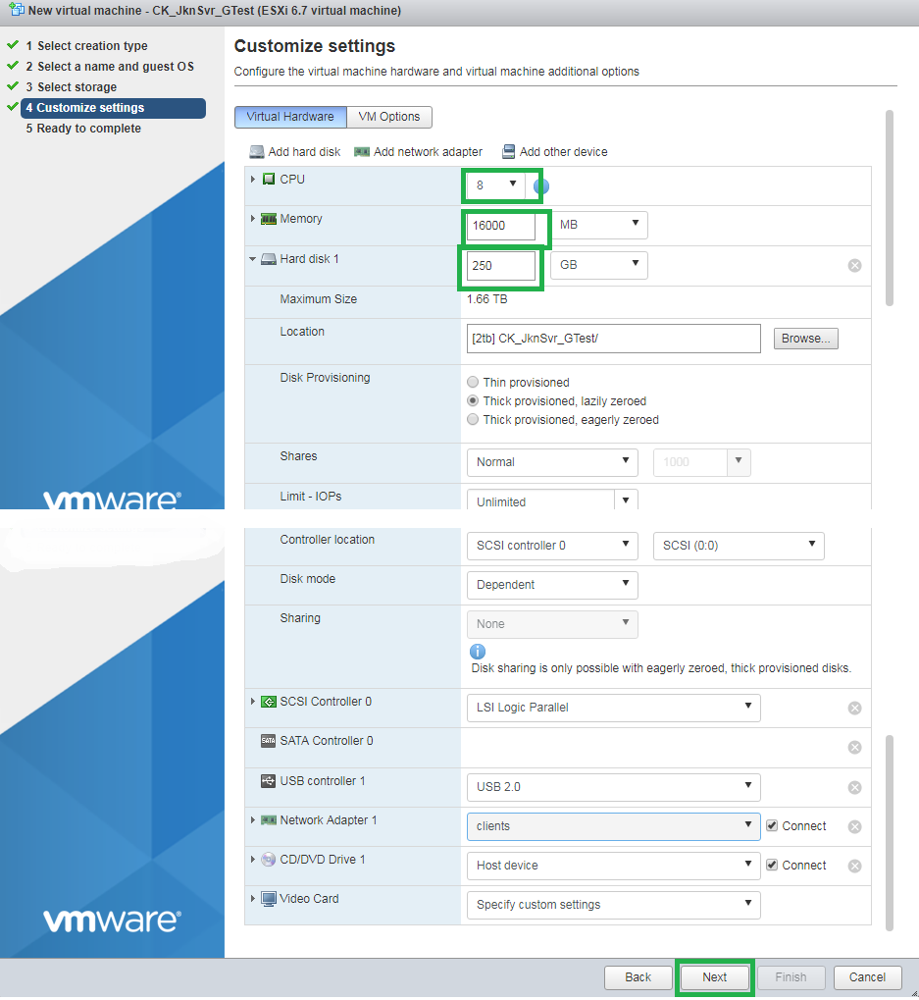 New virtual machine - CK_JknSvr_GTest (ESXi 6.7 virtual machine)
1 Select creation type
2 Select a name and guest OS
3 Select storage
4 Customize settings
5 Ready to complete
Customize settings
Configure the virtual machine hardware and virtual machine additional options
Virtual Hardware VM Options
Add hard disk Add network adapter Add other device
CPU 8
Memory 16000 MB
Hard disk 1 250 GB
Maximum Size 1.66 TB
Location [2tb] CK_JknSvr_GTest/ Browse...
Disk Provisioning
Thin provisioned
Thick provisioned, lazily zeroed
Thick provisioned, eagerly zeroed
Shares Normal 1000
Limit - IOPs Unlimited
vmware®
Controller location SCSI controller 0 SCSI (0:0)
Disk mode Dependent
Sharing None
i
Disk sharing is only possible with eagerly zeroed, thick provisioned disks.
SCSI Controller 0 LSI Logic Parallel
SATA SATA Controller 0
USB controller 1 USB 2.0
Network Adapter 1 clients Connect
CD/DVD Drive 1 Host device Connect
Video Card Specify custom settings
vmware®
Back Next Finish Cancel